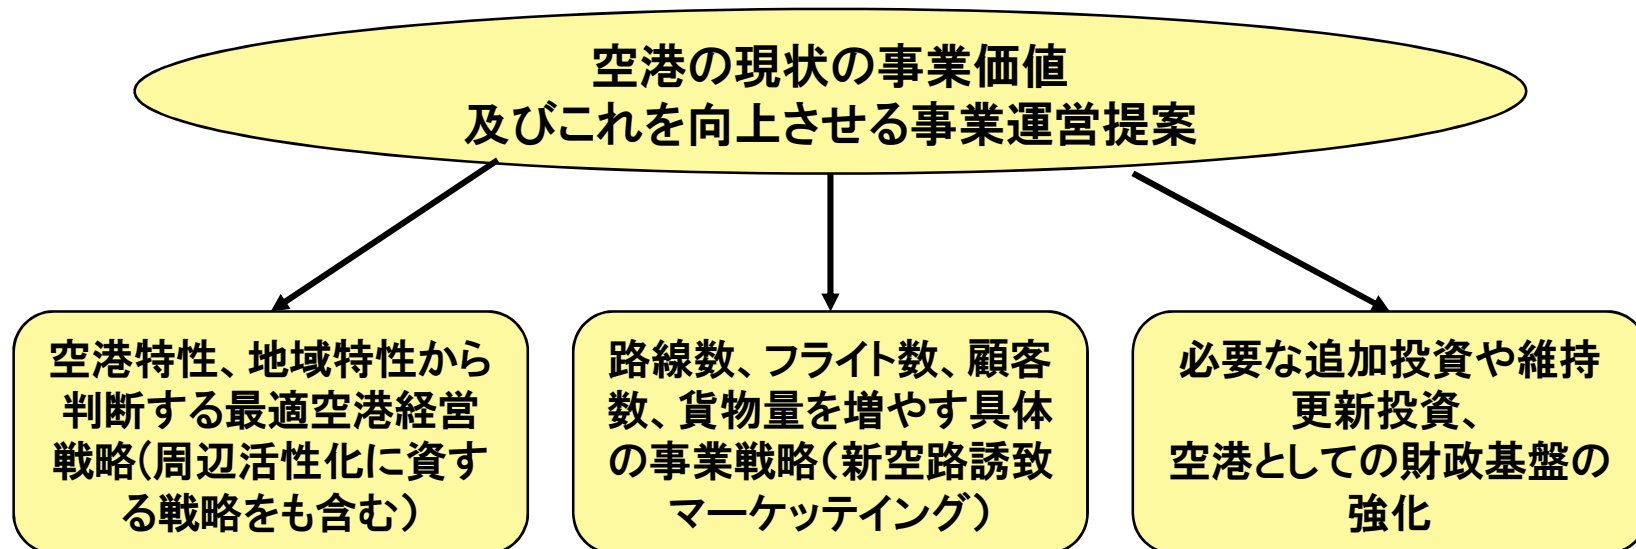 空港の現状の事業価値
及びこれを向上させる事業運営提案
空港特性、地域特性から
判断する最適空港経営
戦略(周辺活性化に資す
る戦略をも含む)
路線数、フライト数、顧客
数、貨物量を増やす具体
の事業戦略(新空路誘致
マーケッテイング)
必要な追加投資や維持
更新投資、
空港としての財政基盤の
強化